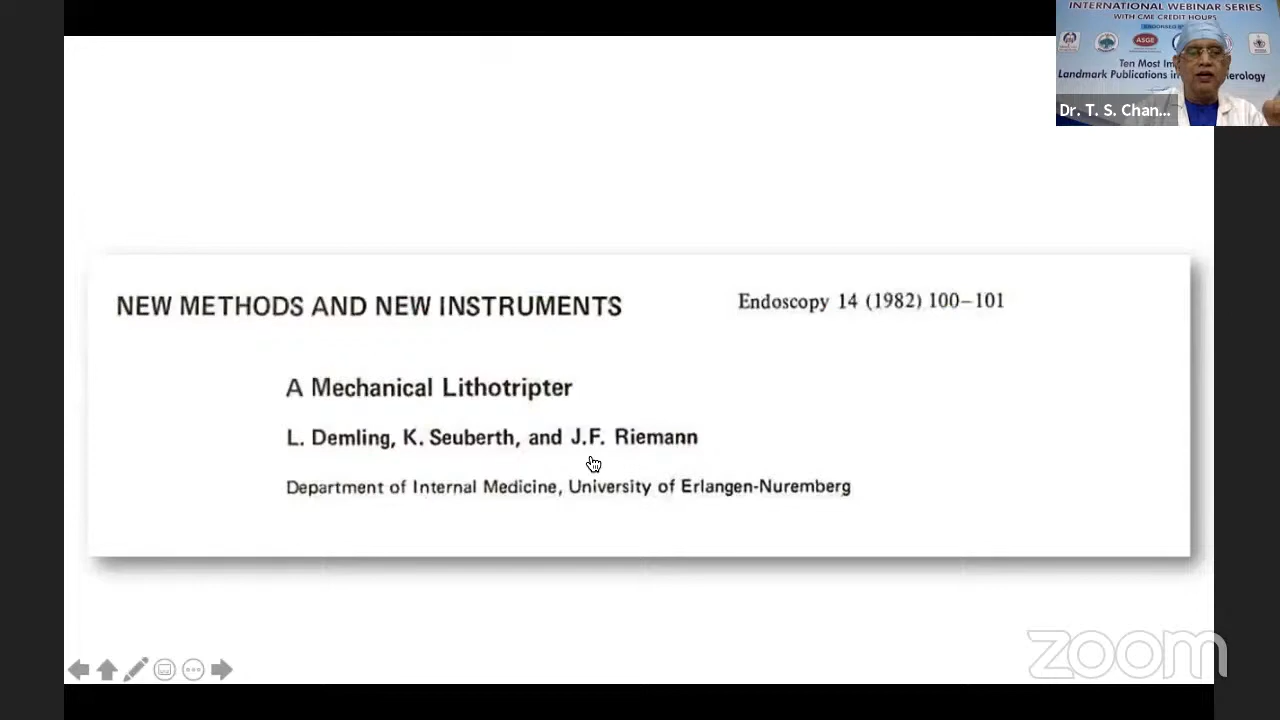 INTERNATIONAL WEBINAR SERIES
WITH CME CREDIT HOURS
ASGE
Ten Most
Landmark Publications in
Dr. T. S. Chan...
NEW METHODS AND NEW INSTRUMENTS
Endoscopy 14 (1982) 100–101
A Mechanical Lithotripter
L. Demling, K. Seuberth, and J.F. Riemann
Department of Internal Medicine, University of Erlangen-Nuremberg
zoom